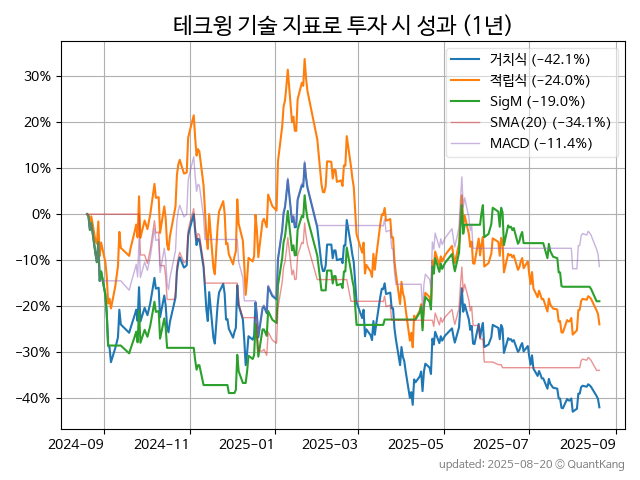 테크윙 기술 지표로 투자 시 성과 (1년)
거치식 (−42.1%)
적립식 (−24.0%)
SigM (−19.0%)
SMA(20) (−34.1%)
MACD (−11.4%)
30%
20%
10%
0%
−10%
−20%
−30%
−40%
2024-09 2024-11 2025-01 2025-03 2025-05 2025-07 2025-09
updated: 2025-08-20 © QuantKang